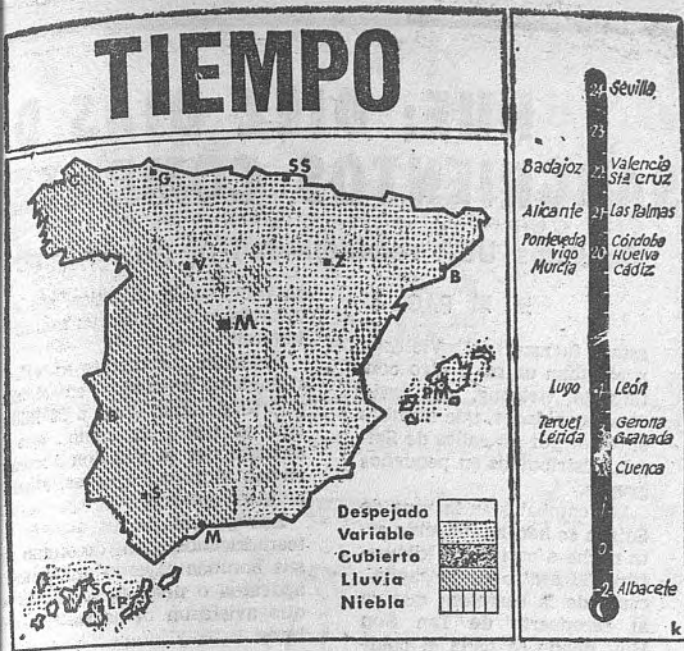 TIEMPO
C
G
SS
V
Z
B
M
PM
B
S
M
SC
LP
Despejado
Variable
Cubierto
Lluvia
Niebla
24 Sevilla
23
Badajoz 22 Valencia
Sta Cruz
Alicante 21 Las Palmas
Pontevedra Córdoba
Vigo 20 Huelva
Murcia Cádiz
Lugo 4 León
Teruel Gerona
Lérida Granada
Cuenca
0
-2 Albacete
k